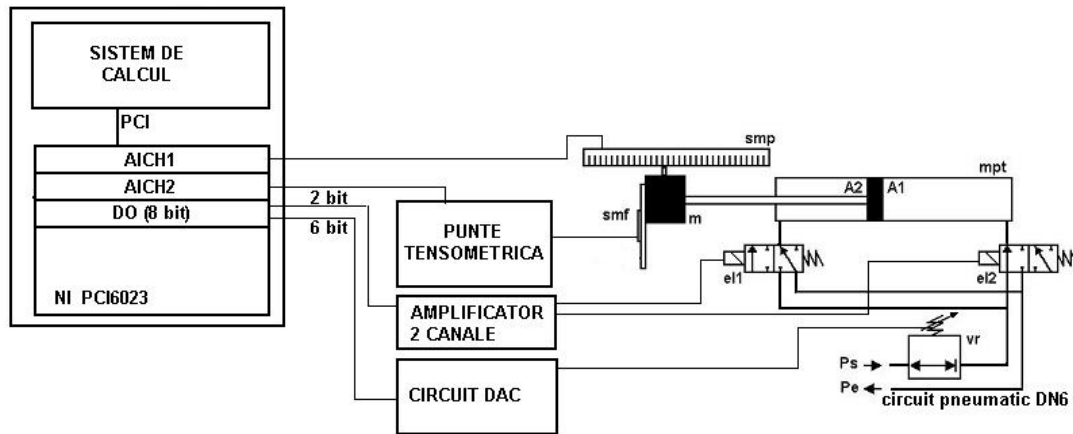 SISTEM DE
CALCUL
PCI
AICH1
AICH2
DO (8 bit)
2 bit
6 bit
NI PCI6023
PUNTE
TENSOMETRICA
AMPLIFICATOR
2 CANALE
CIRCUIT DAC
smp
smf
m
mpt
A2
A1
el1
el2
vr
Ps
Pe
circuit pneumatic DN6